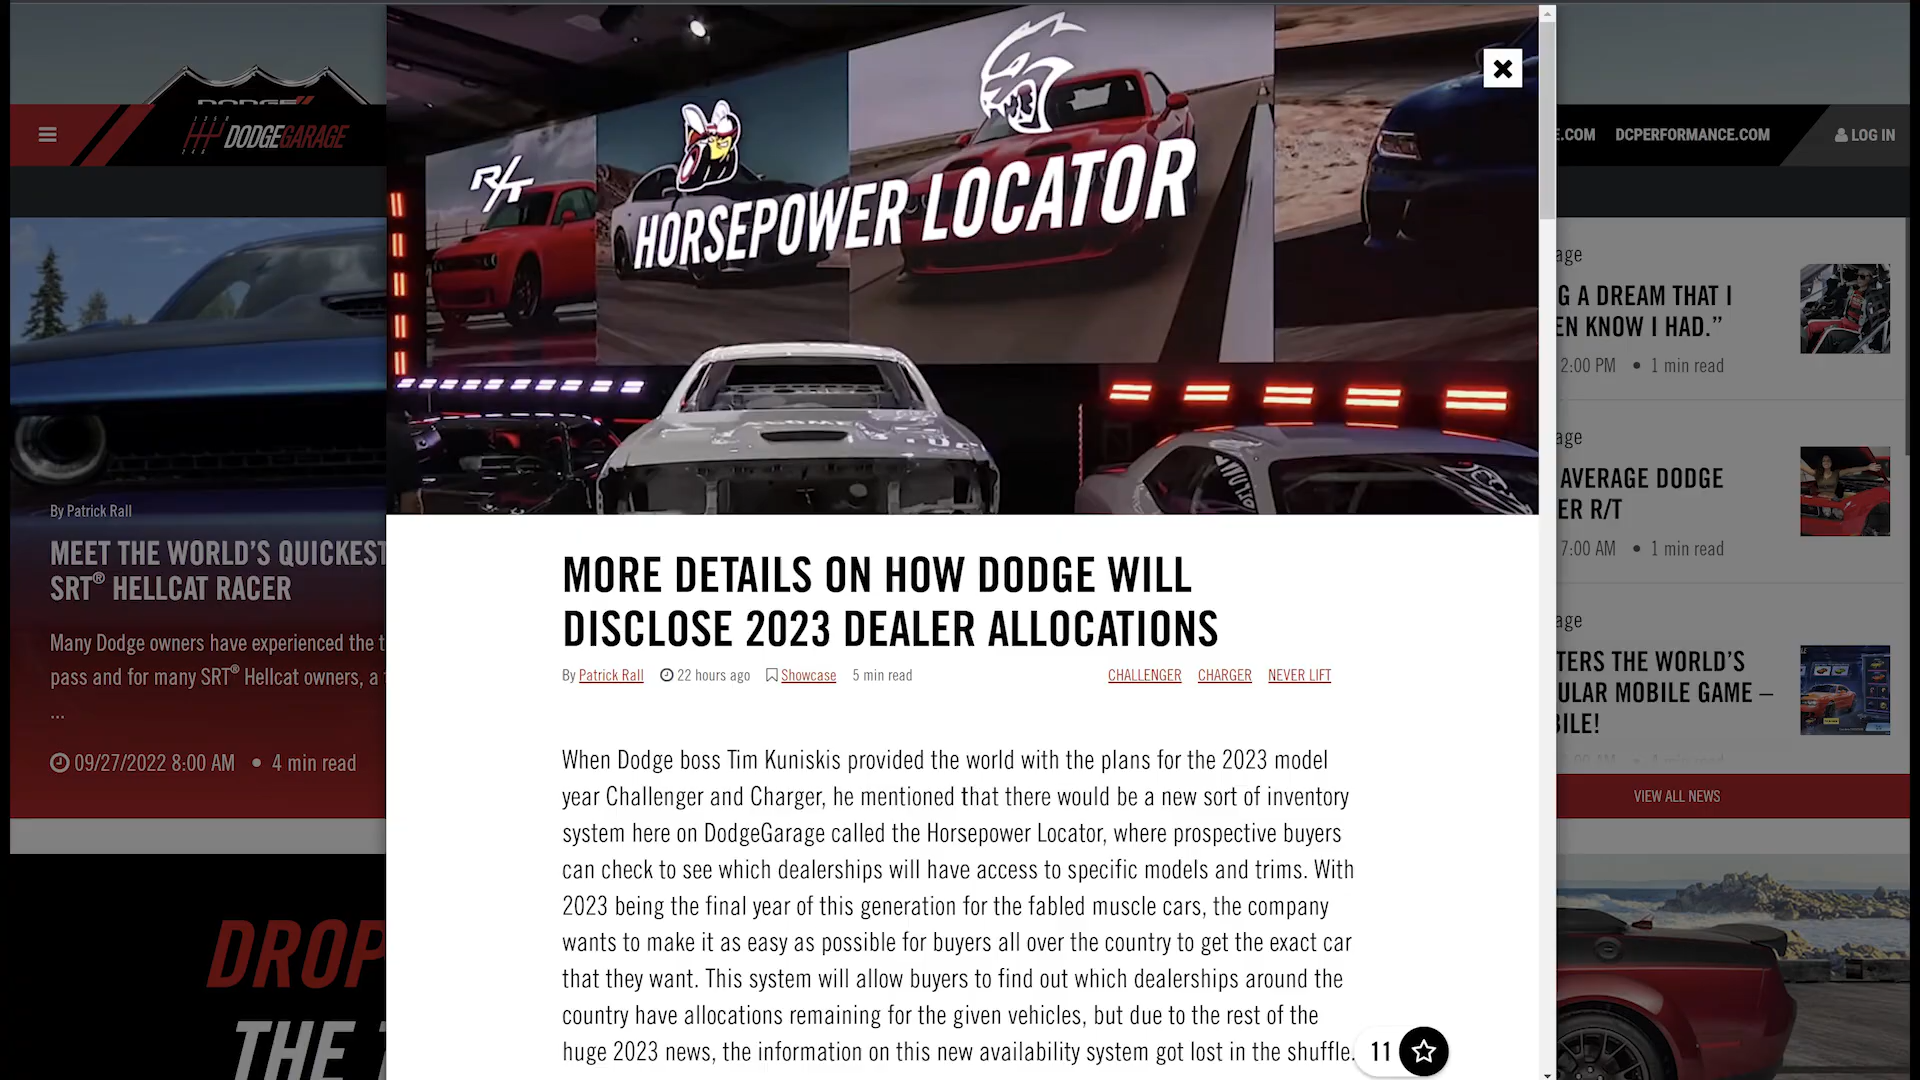 DODGE
DODGEGARAGE
E.COM
DCPERFORMANCE.COM
LOG IN
R/T
HORSEPOWER LOCATOR
By Patrick Rall
MEET THE WORLD'S QUICKEST
SRT® HELLCAT RACER
Many Dodge owners have experienced the t
pass and for many SRT® Hellcat owners, a
...
09/27/2022 8:00 AM • 4 min read
DROP
THE
MORE DETAILS ON HOW DODGE WILL
DISCLOSE 2023 DEALER ALLOCATIONS
By Patrick Rall 22 hours ago Showcase 5 min read CHALLENGER CHARGER NEVER LIFT
When Dodge boss Tim Kuniskis provided the world with the plans for the 2023 model
year Challenger and Charger, he mentioned that there would be a new sort of inventory
system here on DodgeGarage called the Horsepower Locator, where prospective buyers
can check to see which dealerships will have access to specific models and trims. With
2023 being the final year of this generation for the fabled muscle cars, the company
wants to make it as easy as possible for buyers all over the country to get the exact car
that they want. This system will allow buyers to find out which dealerships around the
country have allocations remaining for the given vehicles, but due to the rest of the
huge 2023 news, the information on this new availability system got lost in the shuffle.
11
age
G A DREAM THAT I
EN KNOW I HAD.”
2:00 PM • 1 min read
age
AVERAGE DODGE
ER R/T
7:00 AM • 1 min read
age
TERS THE WORLD'S
ULAR MOBILE GAME –
BILE!
VIEW ALL NEWS